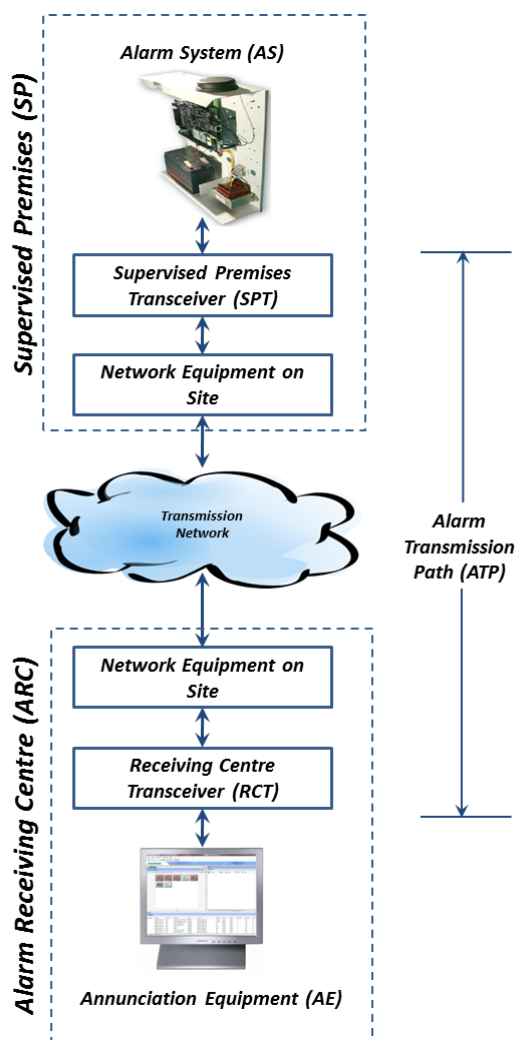 Supervised Premises (SP)
Alarm System (AS)
Supervised Premises
Transceiver (SPT)
Network Equipment on
Site
Transmission
Network
Alarm
Transmission
Path (ATP)
Alarm Receiving Centre (ARC)
Network Equipment on
Site
Receiving Centre
Transceiver (RCT)
Annunciation Equipment (AE)